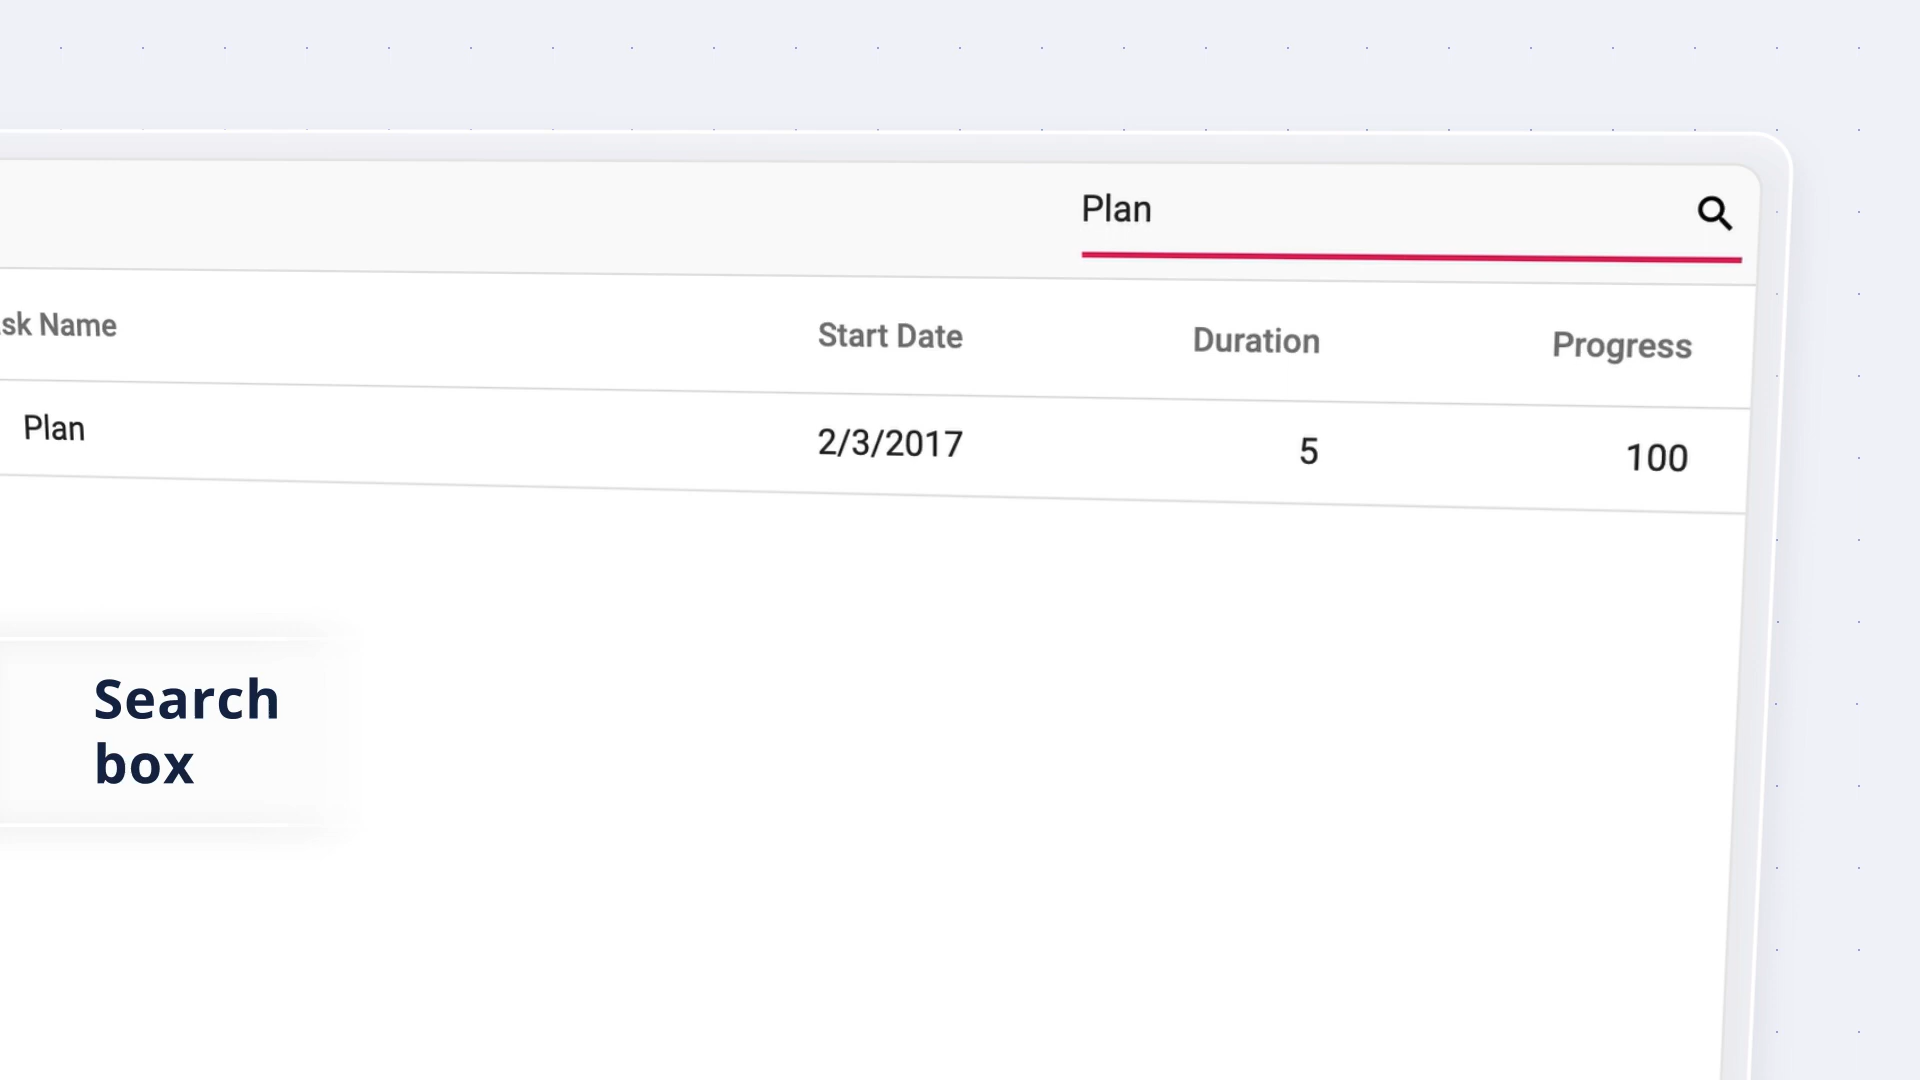 Plan
sk Name Start Date Duration Progress
Plan 2/3/2017 5 100
Search
box